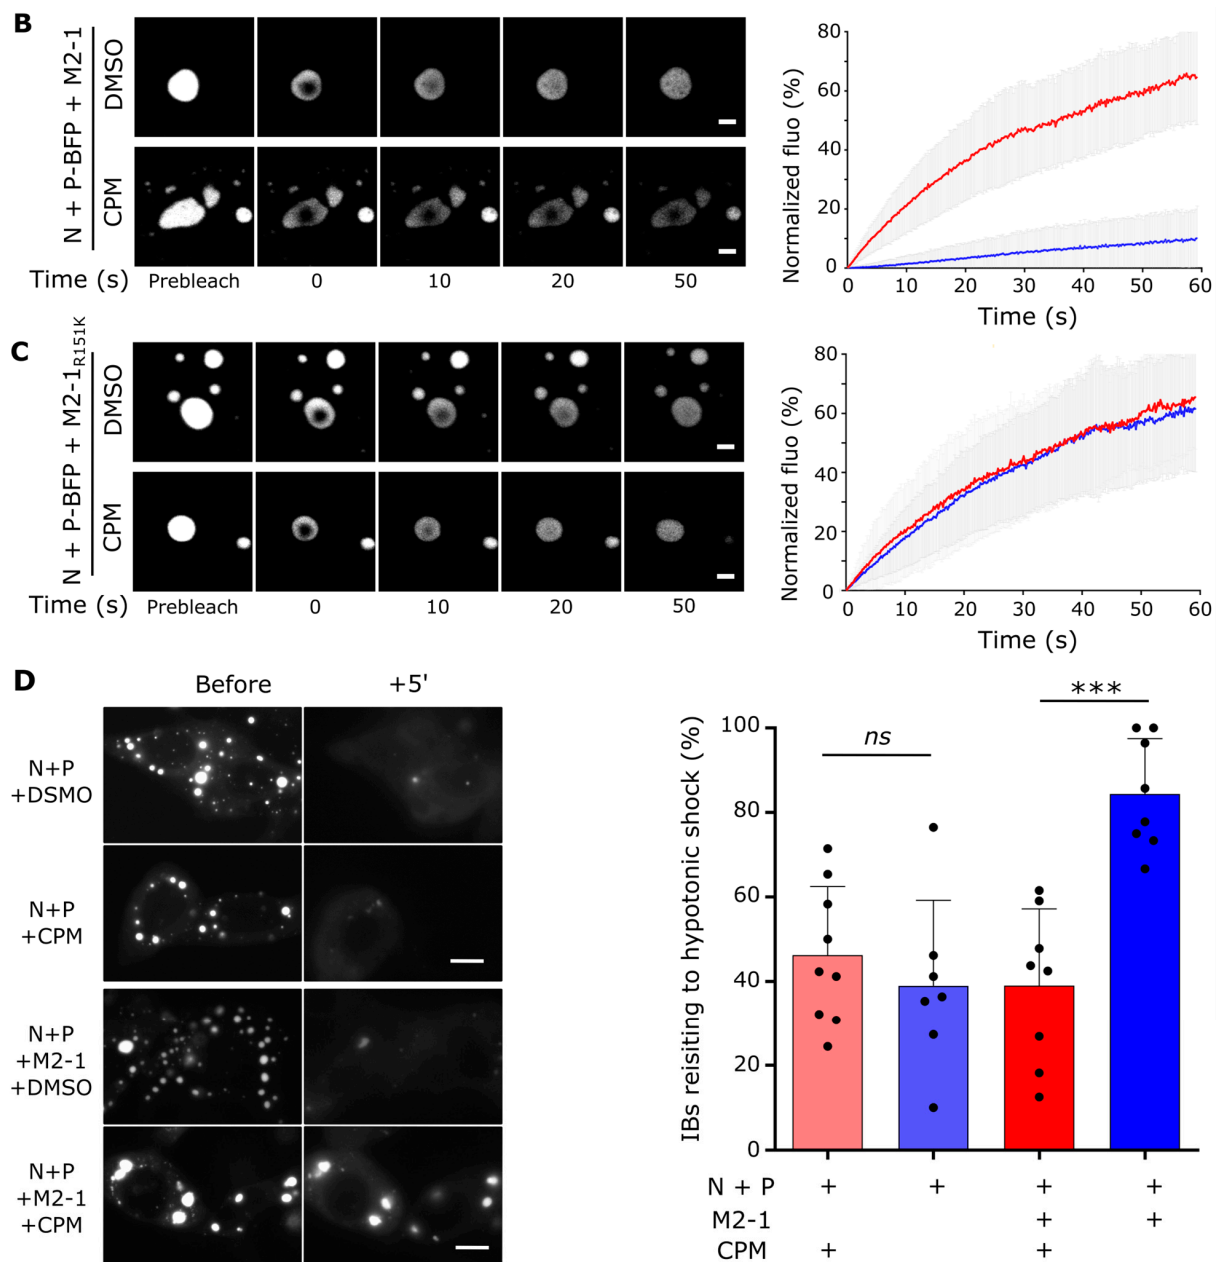 B
N + P-BFP + M2-1
DMSO
CPM
Time (s)
Prebleach
0
10
20
50
Normalized fluo (%)
80
60
40
20
0
0 10 20 30 40 50 60
Time (s)
C
N + P-BFP + M2-1R151K
DMSO
CPM
Time (s)
Prebleach
0
10
20
50
Normalized fluo (%)
80
60
40
20
0
0 10 20 30 40 50 60
Time (s)
D
Before
+5'
N+P
+DSMO
N+P
+CPM
N+P
+M2-1
+DMSO
N+P
+M2-1
+CPM
IBs reisiting to hypotonic shock (%)
100
80
60
40
20
0
ns
***
N + P + + + +
M2-1 + +
CPM + +